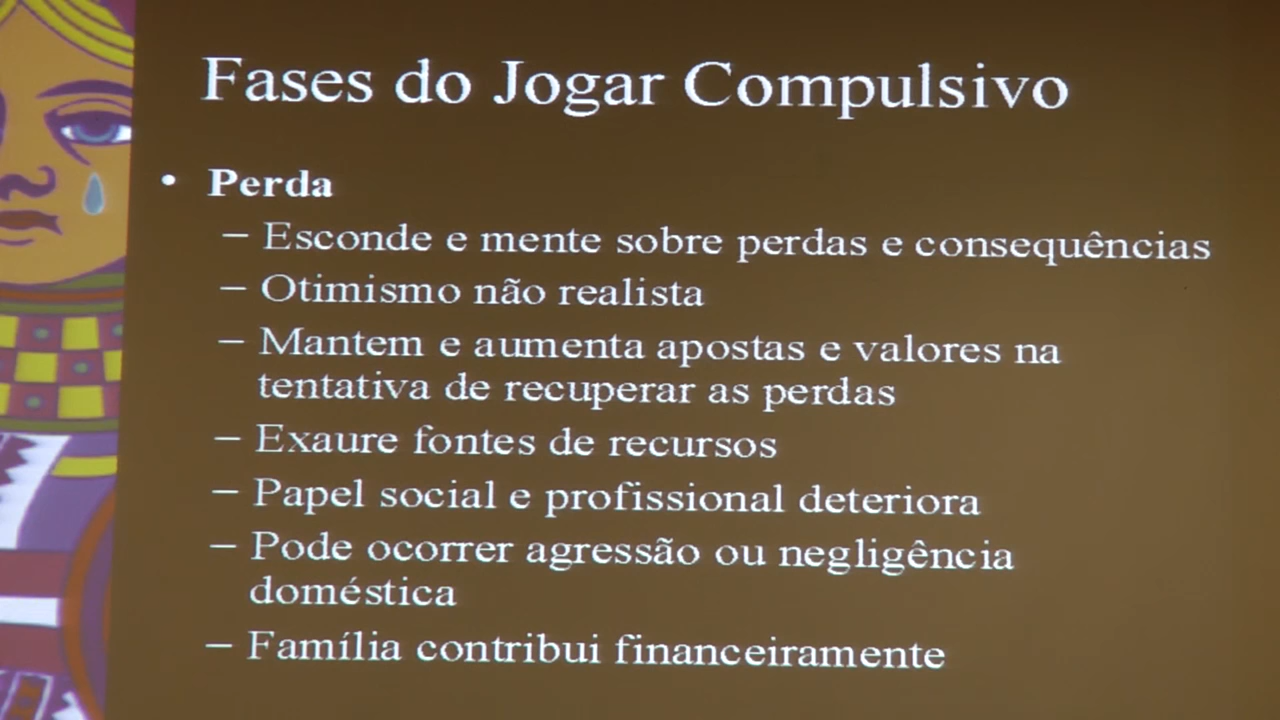 Fases do Jogar Compulsivo
• Perda
– Esconde e mente sobre perdas e consequências
– Otimismo não realista
– Mantem e aumenta apostas e valores na
tentativa de recuperar as perdas
– Exaure fontes de recursos
– Papel social e profissional deteriora
– Pode ocorrer agressão ou negligência
doméstica
– Família contribui financeiramente